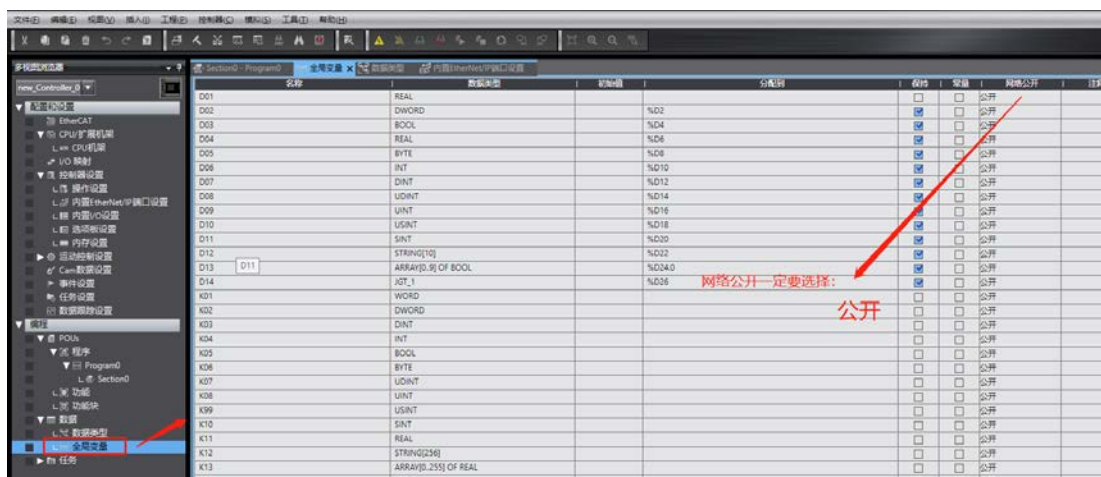 文件(F) 编辑(E) 视图(V) 插入(I) 工程(P) 控制器(C) 模拟(S) 工具(T) 帮助(H)
多视图浏览器
Section0 - Program0 全局变量 数据类型 内置EtherNet/IP端口设置
new_Controller_0
名称 数据类型 初始值 分配到 保持 常量 网络公开 注释
D01 REAL 公开
配置和设置
D02 DWORD %D2 公开
EtherCAT
D03 BOOL %D4 公开
CPU/扩展机架
D04 REAL %D6 公开
CPU机架
D05 BYTE %D8 公开
I/O 映射
D06 INT %D10 公开
控制器设置
D07 DINT %D12 公开
操作设置
D08 UDINT %D14 公开
内置EtherNet/IP端口设置
D09 UINT %D16 公开
内置I/O设置
D10 USINT %D18 公开
选项板设置
D11 SINT %D20 公开
内存设置
D12 STRING[10] %D22 公开
运动控制设置
D13 D11 ARRAY[0..9] OF BOOL %D24.0 公开
Cam数据设置
D14 JGT_1 %D26 公开
网络公开一定要选择:
公开
事件设置
K01 WORD 公开
任务设置
K02 DWORD 公开
数据跟踪设置
K03 DINT 公开
编程
K04 INT 公开
POUs
K05 BOOL 公开
程序
K06 BYTE 公开
Program0
K07 UDINT 公开
Section0
K08 UINT 公开
功能
K99 USINT 公开
功能块
K10 SINT 公开
数据
K11 REAL 公开
数据类型
K12 STRING[256] 公开
全局变量
K13 ARRAY[0..255] OF REAL 公开
任务